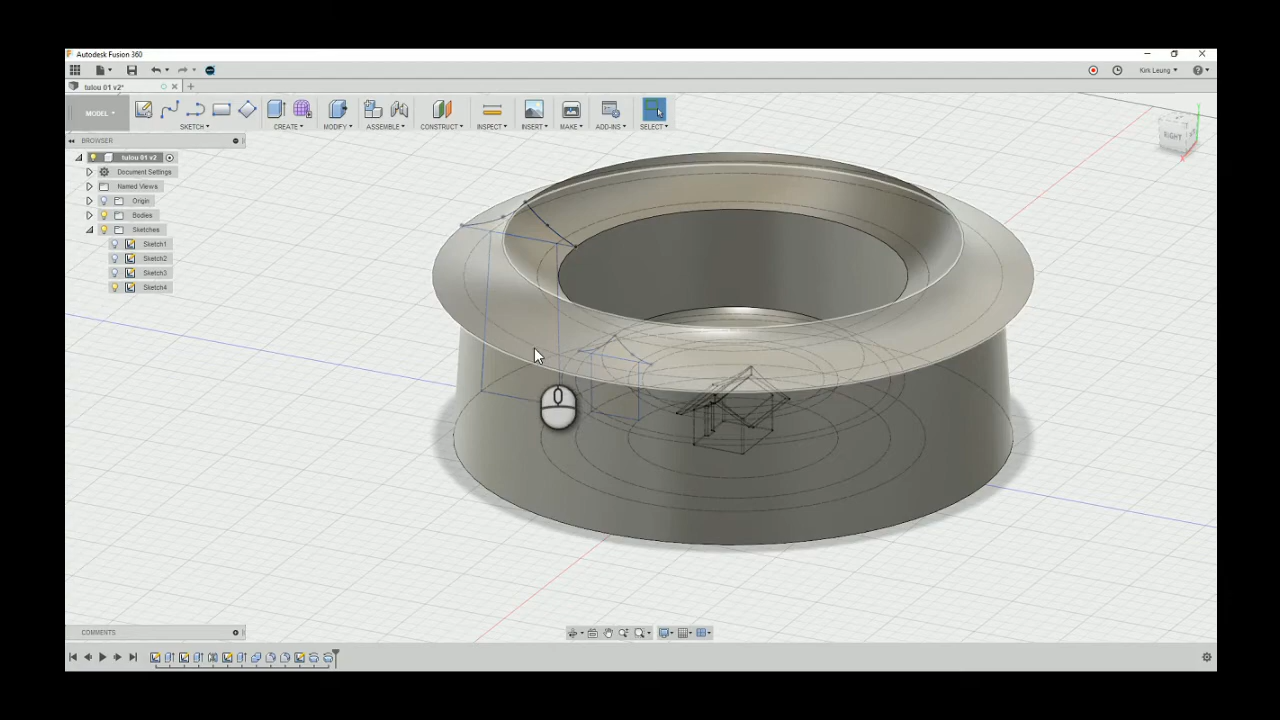 Autodesk Fusion 360
Kirk Leung
tulou 01 v2*
MODEL
SKETCH
CREATE
MODIFY
ASSEMBLE
CONSTRUCT
INSPECT
INSERT
MAKE
ADD-INS
SELECT
BROWSER
tulou 01 v2
Document Settings
Named Views
Origin
Bodies
Sketches
Sketch1
Sketch2
Sketch3
Sketch4
RIGHT
COMMENTS